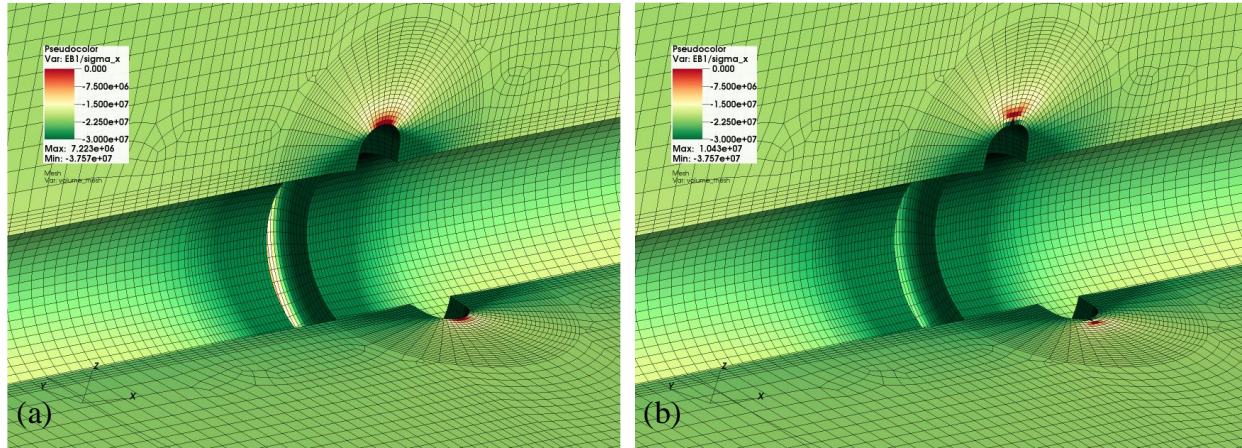 Pseudocolor
Var: EB1/sigma_x
0.000
-7.500e+06
-1.500e+07
-2.250e+07
-3.000e+07
Max: 7.223e+06
Min: -3.757e+07
Mesh
Var: volume_mesh
Z
Y
X
(a)
Pseudocolor
Var: EB1/sigma_x
0.000
-7.500e+06
-1.500e+07
-2.250e+07
-3.000e+07
Max: 1.043e+07
Min: -3.757e+07
Mesh
Var: volume_mesh
Z
Y
X
(b)